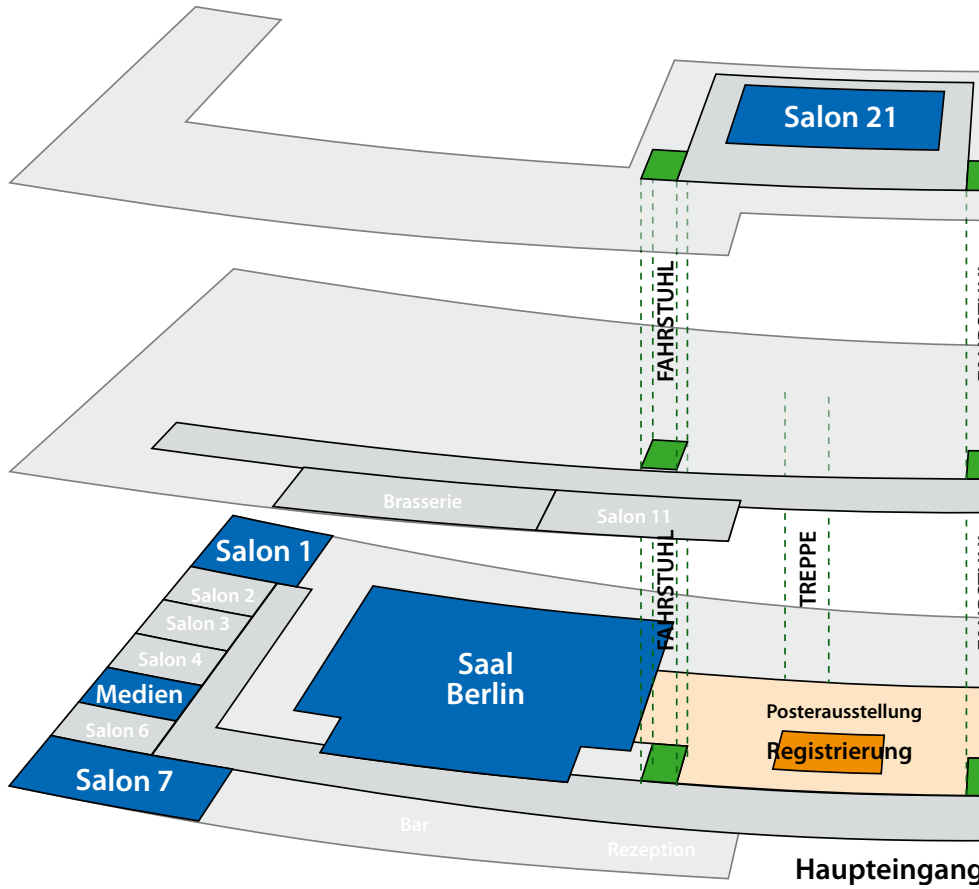 Salon 21
FAHRSTUHL
Brasserie
Salon 11
Salon 1
FAHRSTUHL
TREPPE
Salon 2
Salon 3
Salon 4
Saal
Berlin
Medien
Posterausstellung
Salon 6
Registrierung
Salon 7
Bar
Rezeption
Haupteingang